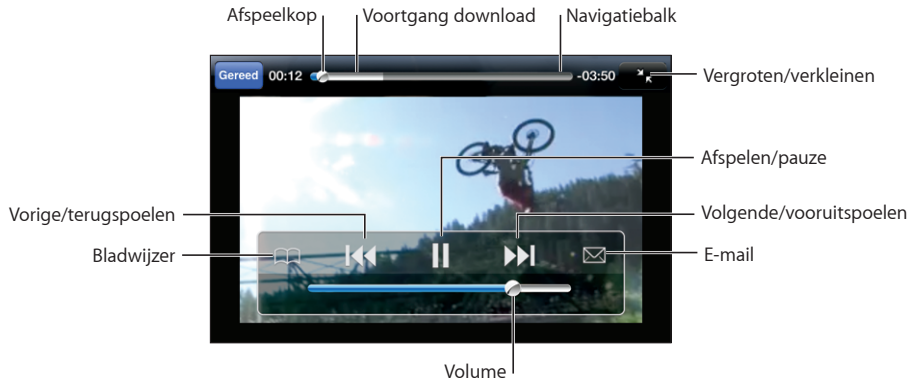 Afspeelkop
Voortgang download
Navigatiebalk
Gereed 00:12 -03:50
Vergroten/verkleinen
Afspelen/pauze
Vorige/terugspoelen
Volgende/vooruitspoelen
Bladwijzer
E-mail
Volume